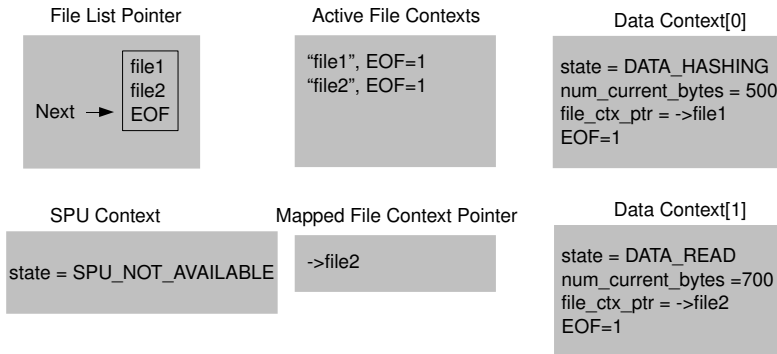 File List Pointer
file1
file2
Next
EOF
Active File Contexts
“file1”, EOF=1
“file2”, EOF=1
Data Context[0]
state = DATA_HASHING
num_current_bytes = 500
file_ctx_ptr = ->file1
EOF=1
SPU Context
state = SPU_NOT_AVAILABLE
Mapped File Context Pointer
->file2
Data Context[1]
state = DATA_READ
num_current_bytes =700
file_ctx_ptr = ->file2
EOF=1